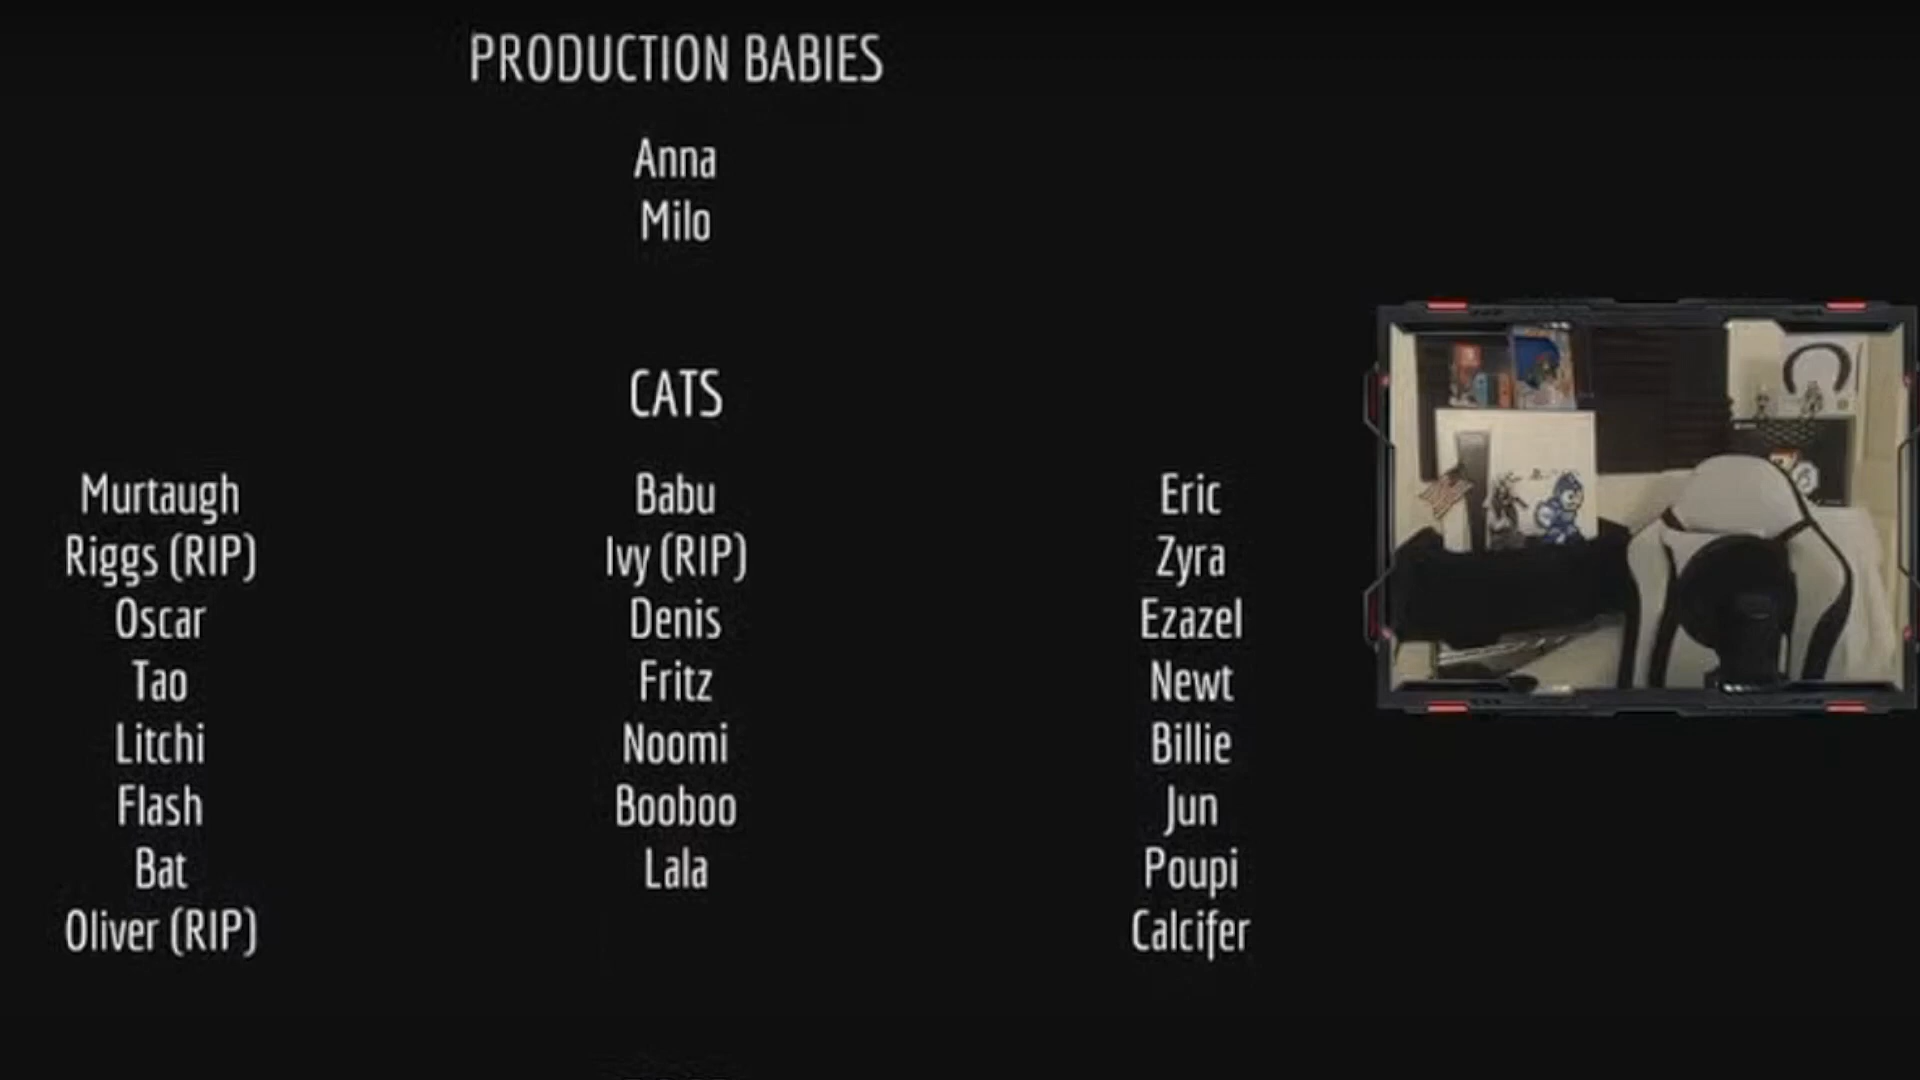 PRODUCTION BABIES
Anna
Milo
CATS
Murtaugh
Riggs (RIP)
Oscar
Tao
Litchi
Flash
Bat
Oliver (RIP)
Babu
Ivy (RIP)
Denis
Fritz
Noomi
Booboo
Lala
Eric
Zyra
Ezazel
Newt
Billie
Jun
Poupi
Calcifer